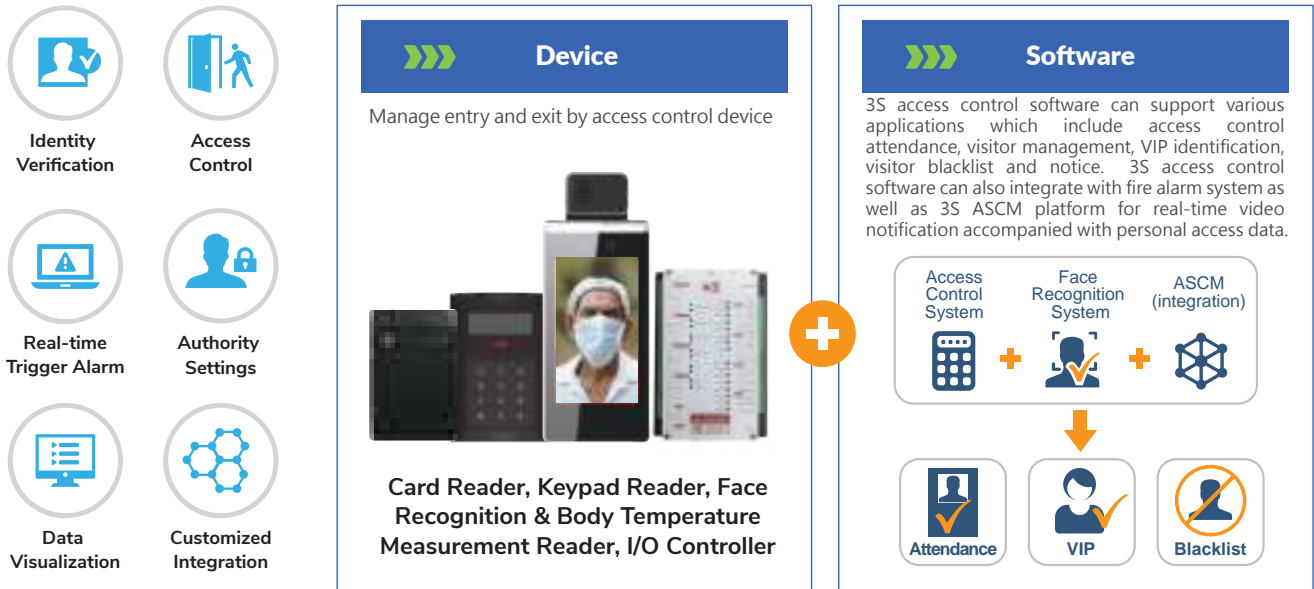 Identity
Verification
Access
Control
Real-time
Trigger Alarm
Authority
Settings
Data
Visualization
Customized
Integration
Device
Manage entry and exit by access control device
Card Reader, Keypad Reader, Face
Recognition & Body Temperature
Measurement Reader, I/O Controller
Software
3S access control software can support various
applications which include access control
attendance, visitor management, VIP identification,
visitor blacklist and notice. 3S access control
software can also integrate with fire alarm system as
well as 3S ASCM platform for real-time video
notification accompanied with personal access data.
Access
Control
System
Face
Recognition
System
ASCM
(integration)
Attendance
VIP
Blacklist